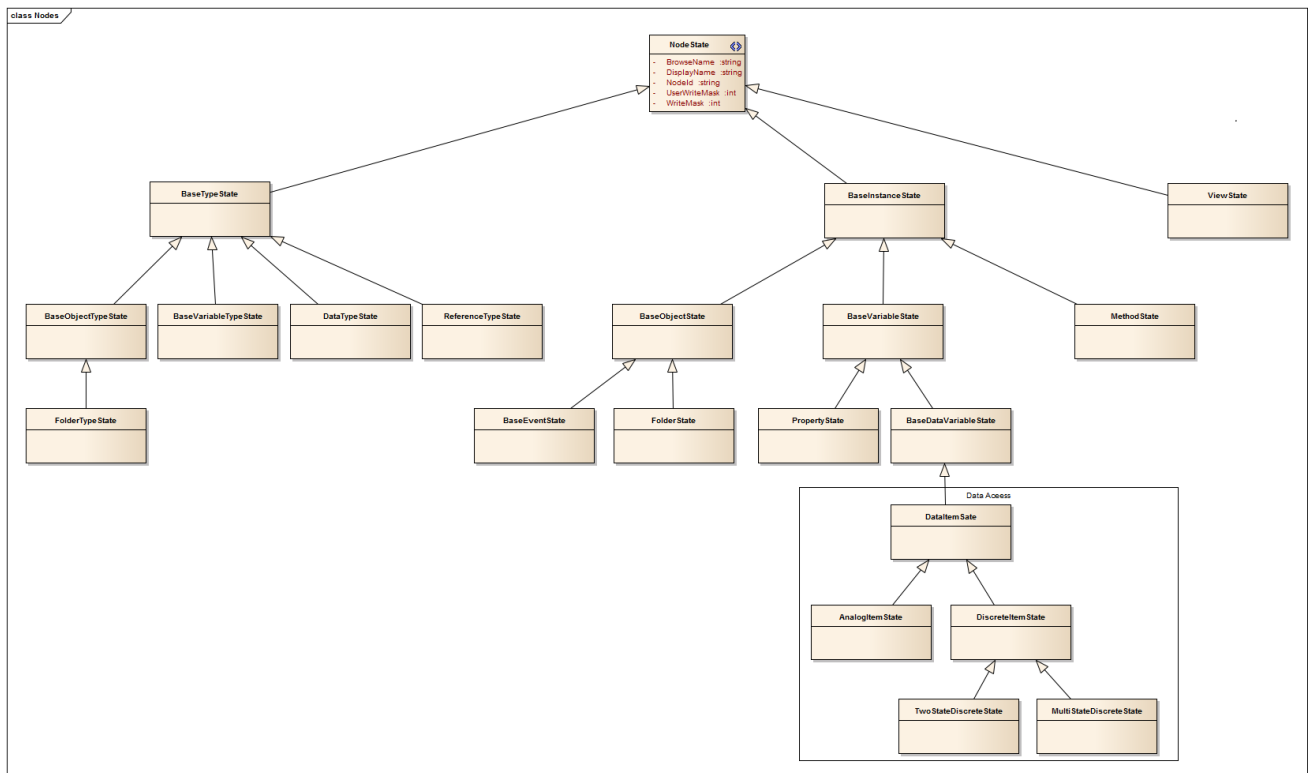 class Nodes
NodeState
- BrowseName :string
- DisplayName :string
- NodeId :string
- UserWriteMask :int
- WriteMask :int
BaseTypeState
BaseInstanceState
ViewState
BaseObjectTypeState
BaseVariableTypeState
DataTypeState
ReferenceTypeState
BaseObjectState
BaseVariableState
MethodState
FolderTypeState
BaseEventState
FolderState
PropertyState
BaseDataVariableState
Data Access
DataItemSate
AnalogItemState
DiscreteItemState
TwoStateDiscreteState
MultiStateDiscreteState